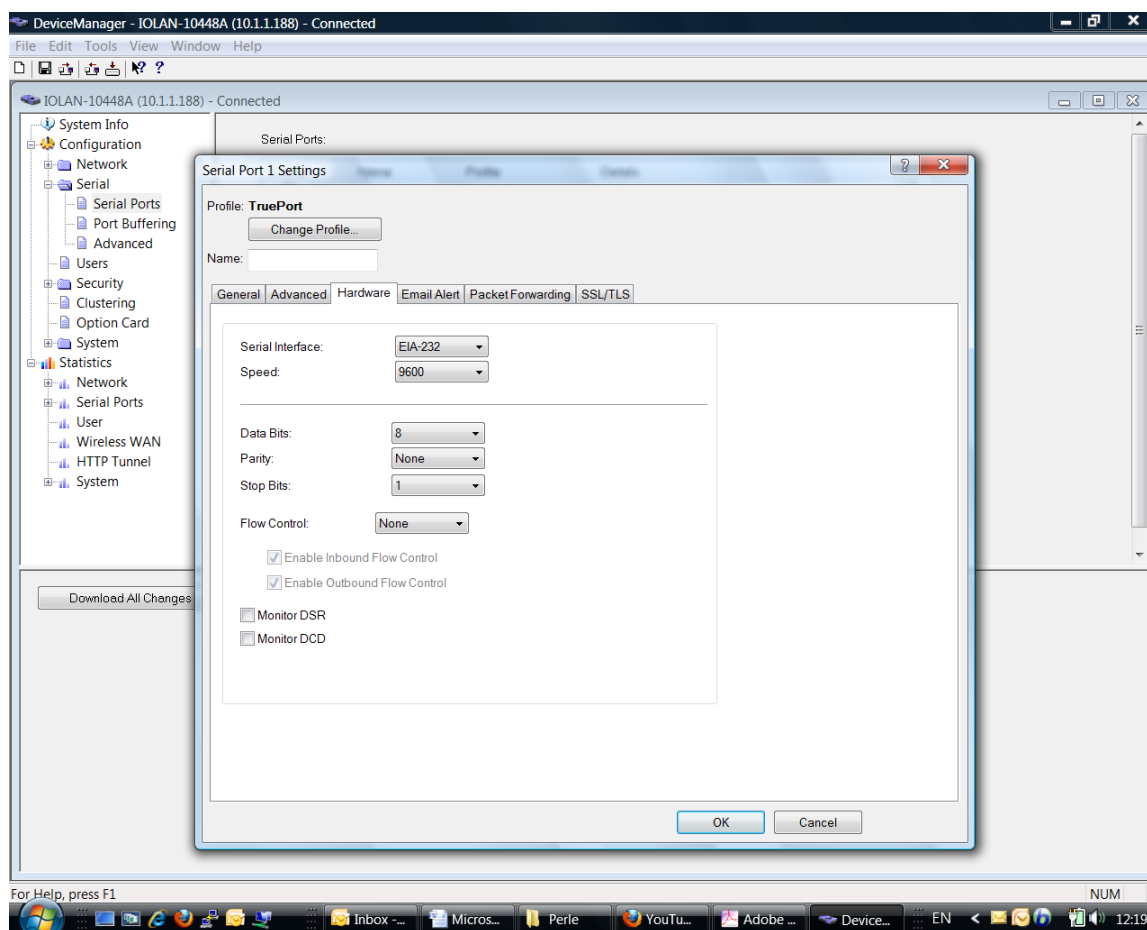 DeviceManager - IOLAN-10448A (10.1.1.188) - Connected
File Edit Tools View Window Help
IOLAN-10448A (10.1.1.188) - Connected
System Info
Configuration
Network
Serial
Serial Ports
Port Buffering
Advanced
Users
Security
Clustering
Option Card
System
Statistics
Network
Serial Ports
User
Wireless WAN
HTTP Tunnel
System
Serial Ports:
Serial Port 1 Settings
Profile: TruePort
Change Profile...
Name:
General Advanced Hardware Email Alert Packet Forwarding SSL/TLS
Serial Interface: EIA-232
Speed: 9600
Data Bits: 8
Parity: None
Stop Bits: 1
Flow Control: None
Enable Inbound Flow Control
Enable Outbound Flow Control
Monitor DSR
Monitor DCD
OK Cancel
Download All Changes
For Help, press F1 NUM
Inbox -... Micros... Perle YouTu... Adobe ... Device... EN 12:19